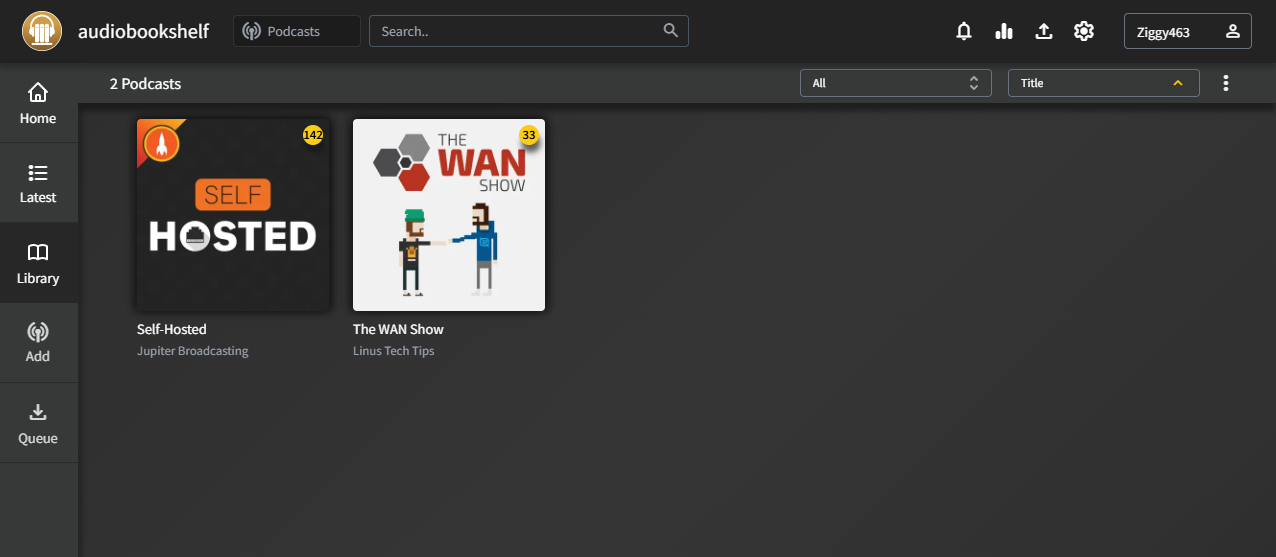 audiobookshelf
Podcasts
Search..
Ziggy463
2 Podcasts
All
Title
Home
Latest
Library
Add
Queue
142
SELF
HOSTED
Self-Hosted
Jupiter Broadcasting
33
THE
WAN
SHOW
The WAN Show
Linus Tech Tips